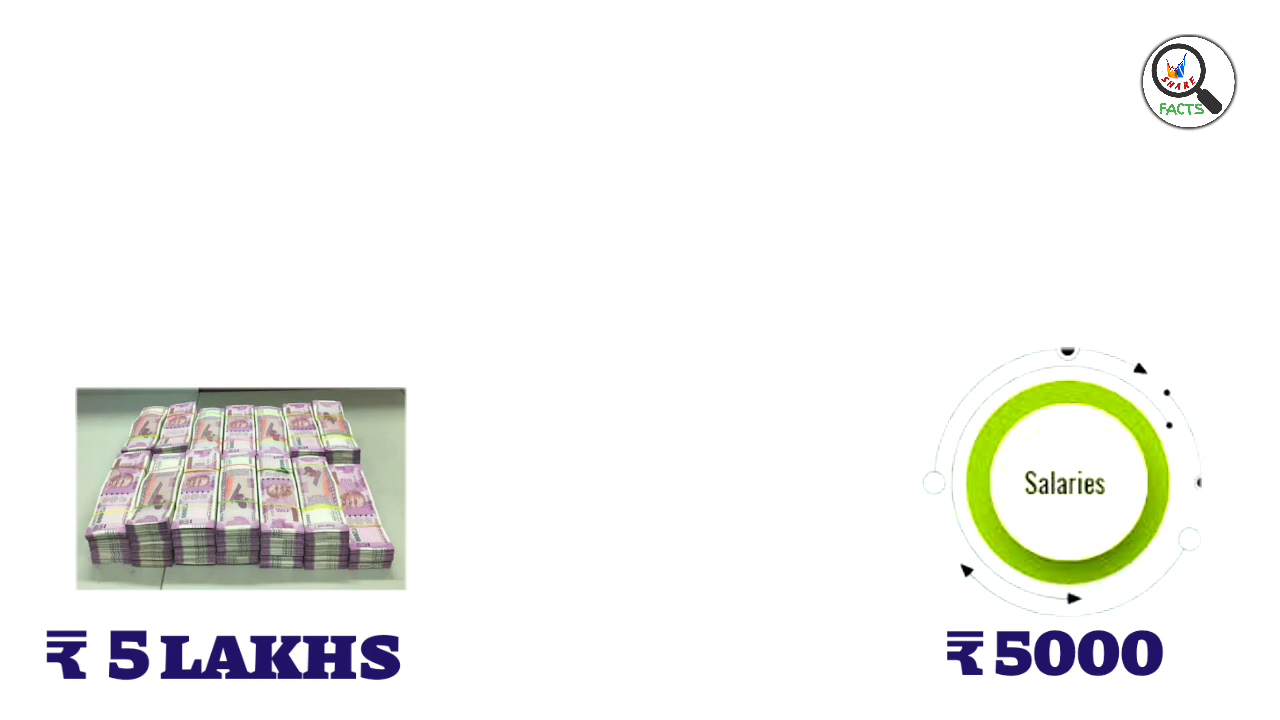 SHARE
FACTS
Salaries
₹ 5 LAKHS
₹ 5000